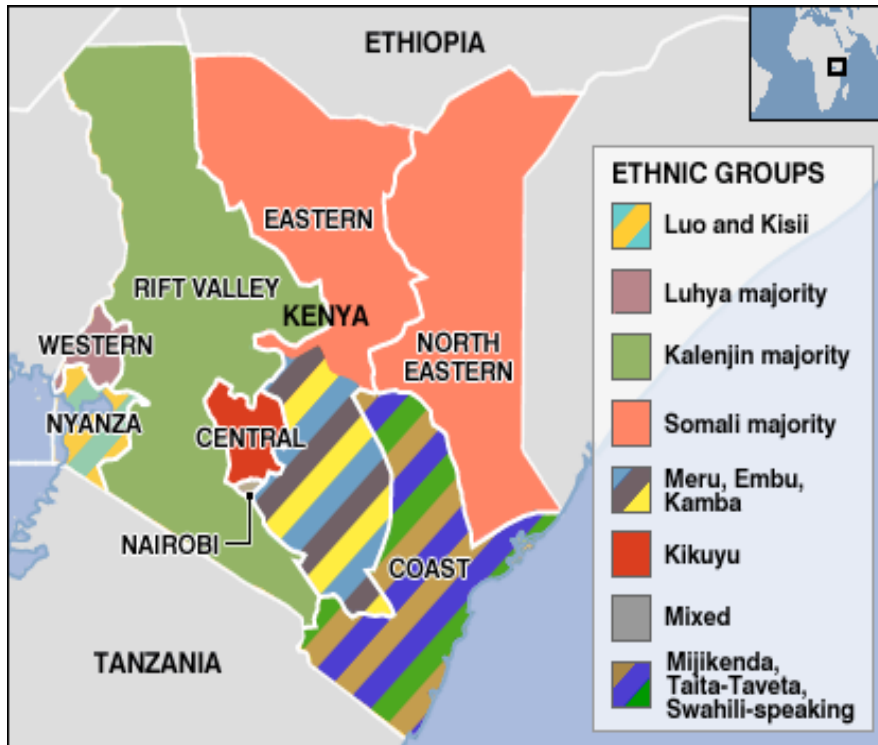 ETHIOPIA
EASTERN
RIFT VALLEY
KENYA
WESTERN
NORTH
EASTERN
NYANZA
CENTRAL
NAIROBI
COAST
TANZANIA
ETHNIC GROUPS
Luo and Kisii
Luhya majority
Kalenjin majority
Somali majority
Meru, Embu,
Kamba
Kikuyu
Mixed
Mijikenda,
Taita-Taveta,
Swahili-speaking